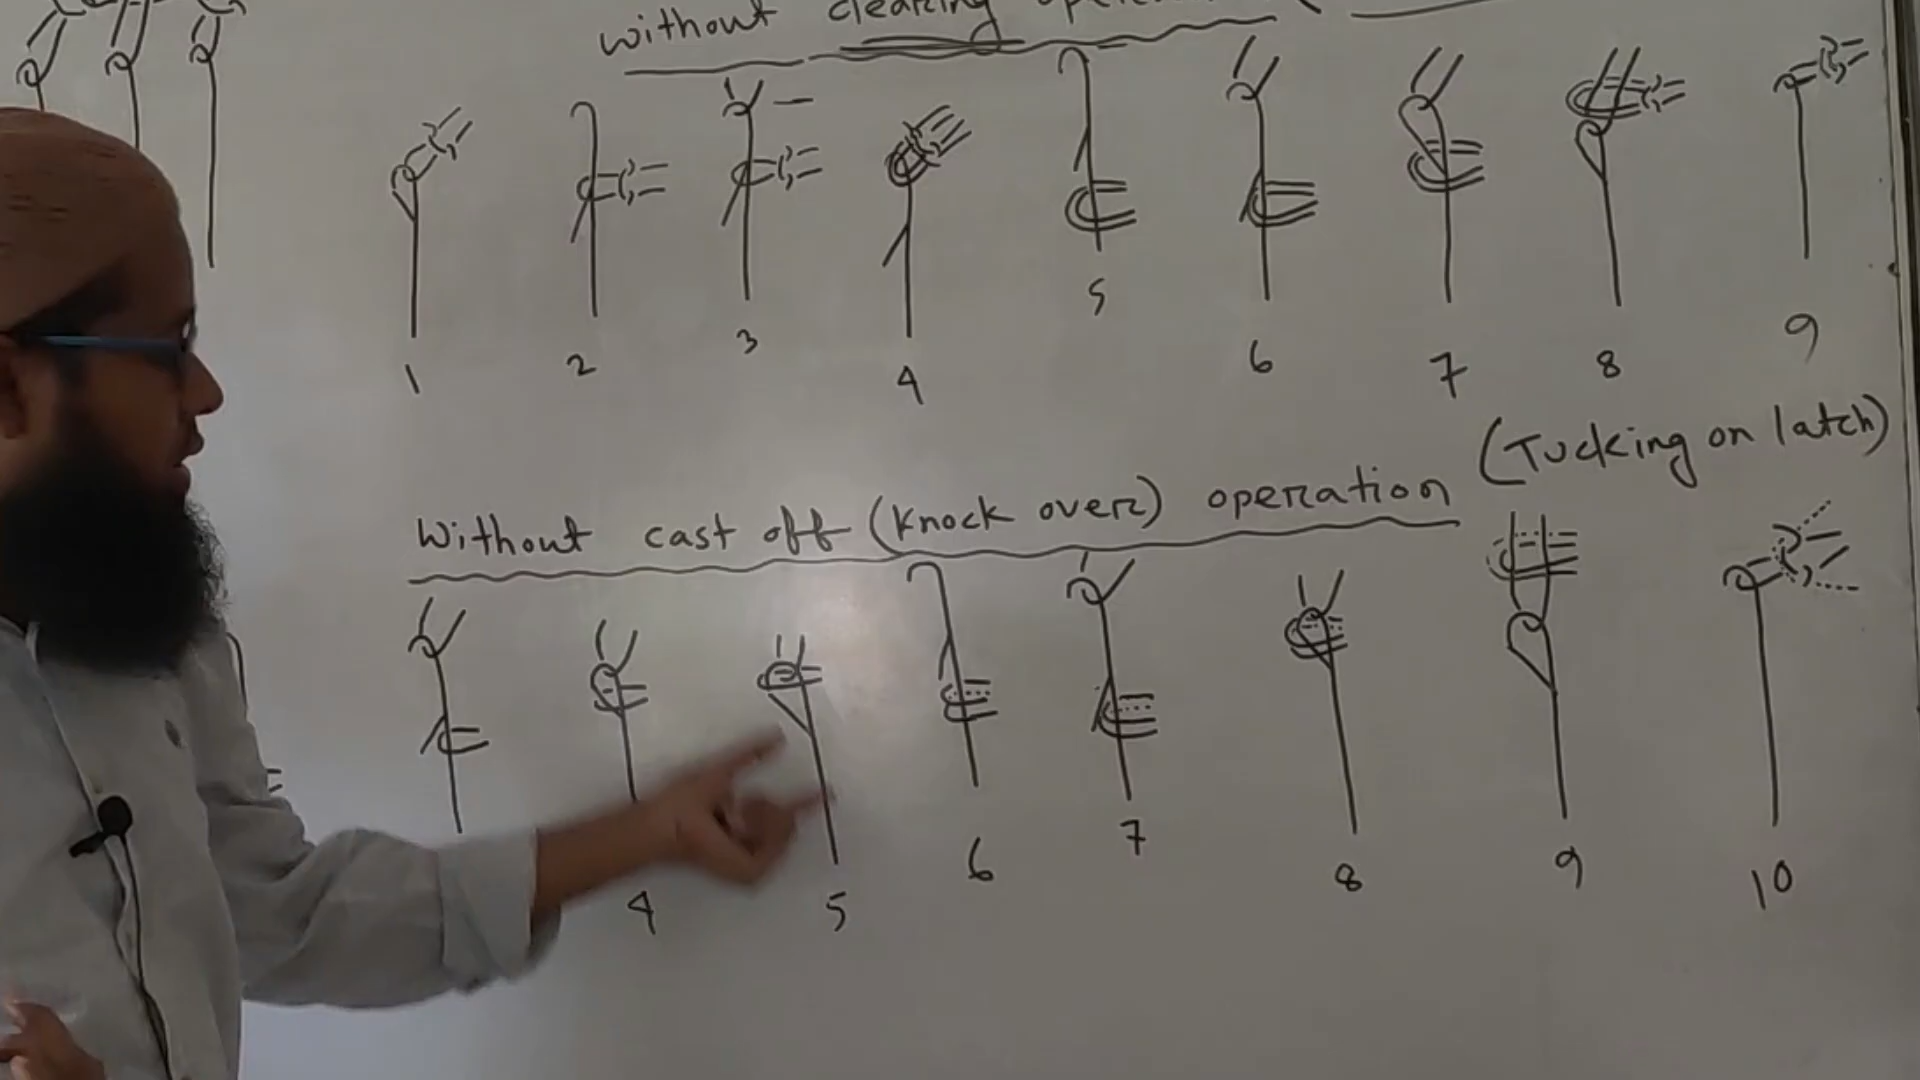 without clearing
1 2 3 4 5 6 7 8 9
(Tucking on latch)
Without cast off (Knock over) operation
4 5 6 7 8 9 10